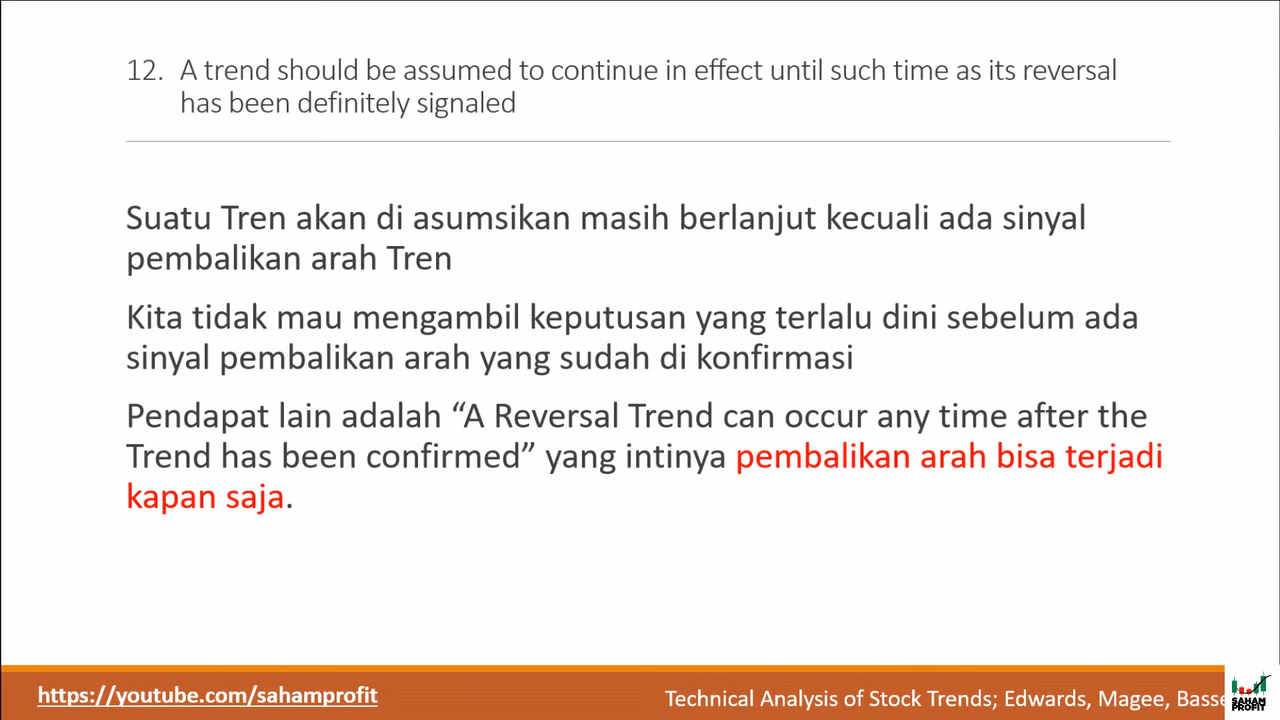 12. A trend should be assumed to continue in effect until such time as its reversal
has been definitely signaled
Suatu Tren akan di asumsikan masih berlanjut kecuali ada sinyal
pembalikan arah Tren
Kita tidak mau mengambil keputusan yang terlalu dini sebelum ada
sinyal pembalikan arah yang sudah di konfirmasi
Pendapat lain adalah “A Reversal Trend can occur any time after the
Trend has been confirmed” yang intinya pembalikan arah bisa terjadi
kapan saja.
https://youtube.com/sahamprofit
Technical Analysis of Stock Trends; Edwards, Magee, Basse
SAHAM
PROFIT